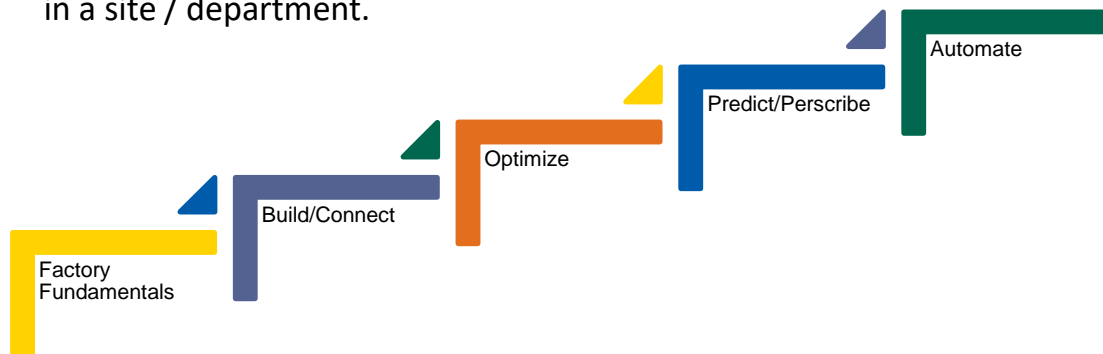 in a site / department.
Automate
Predict/Perscribe
Optimize
Build/Connect
Factory
Fundamentals